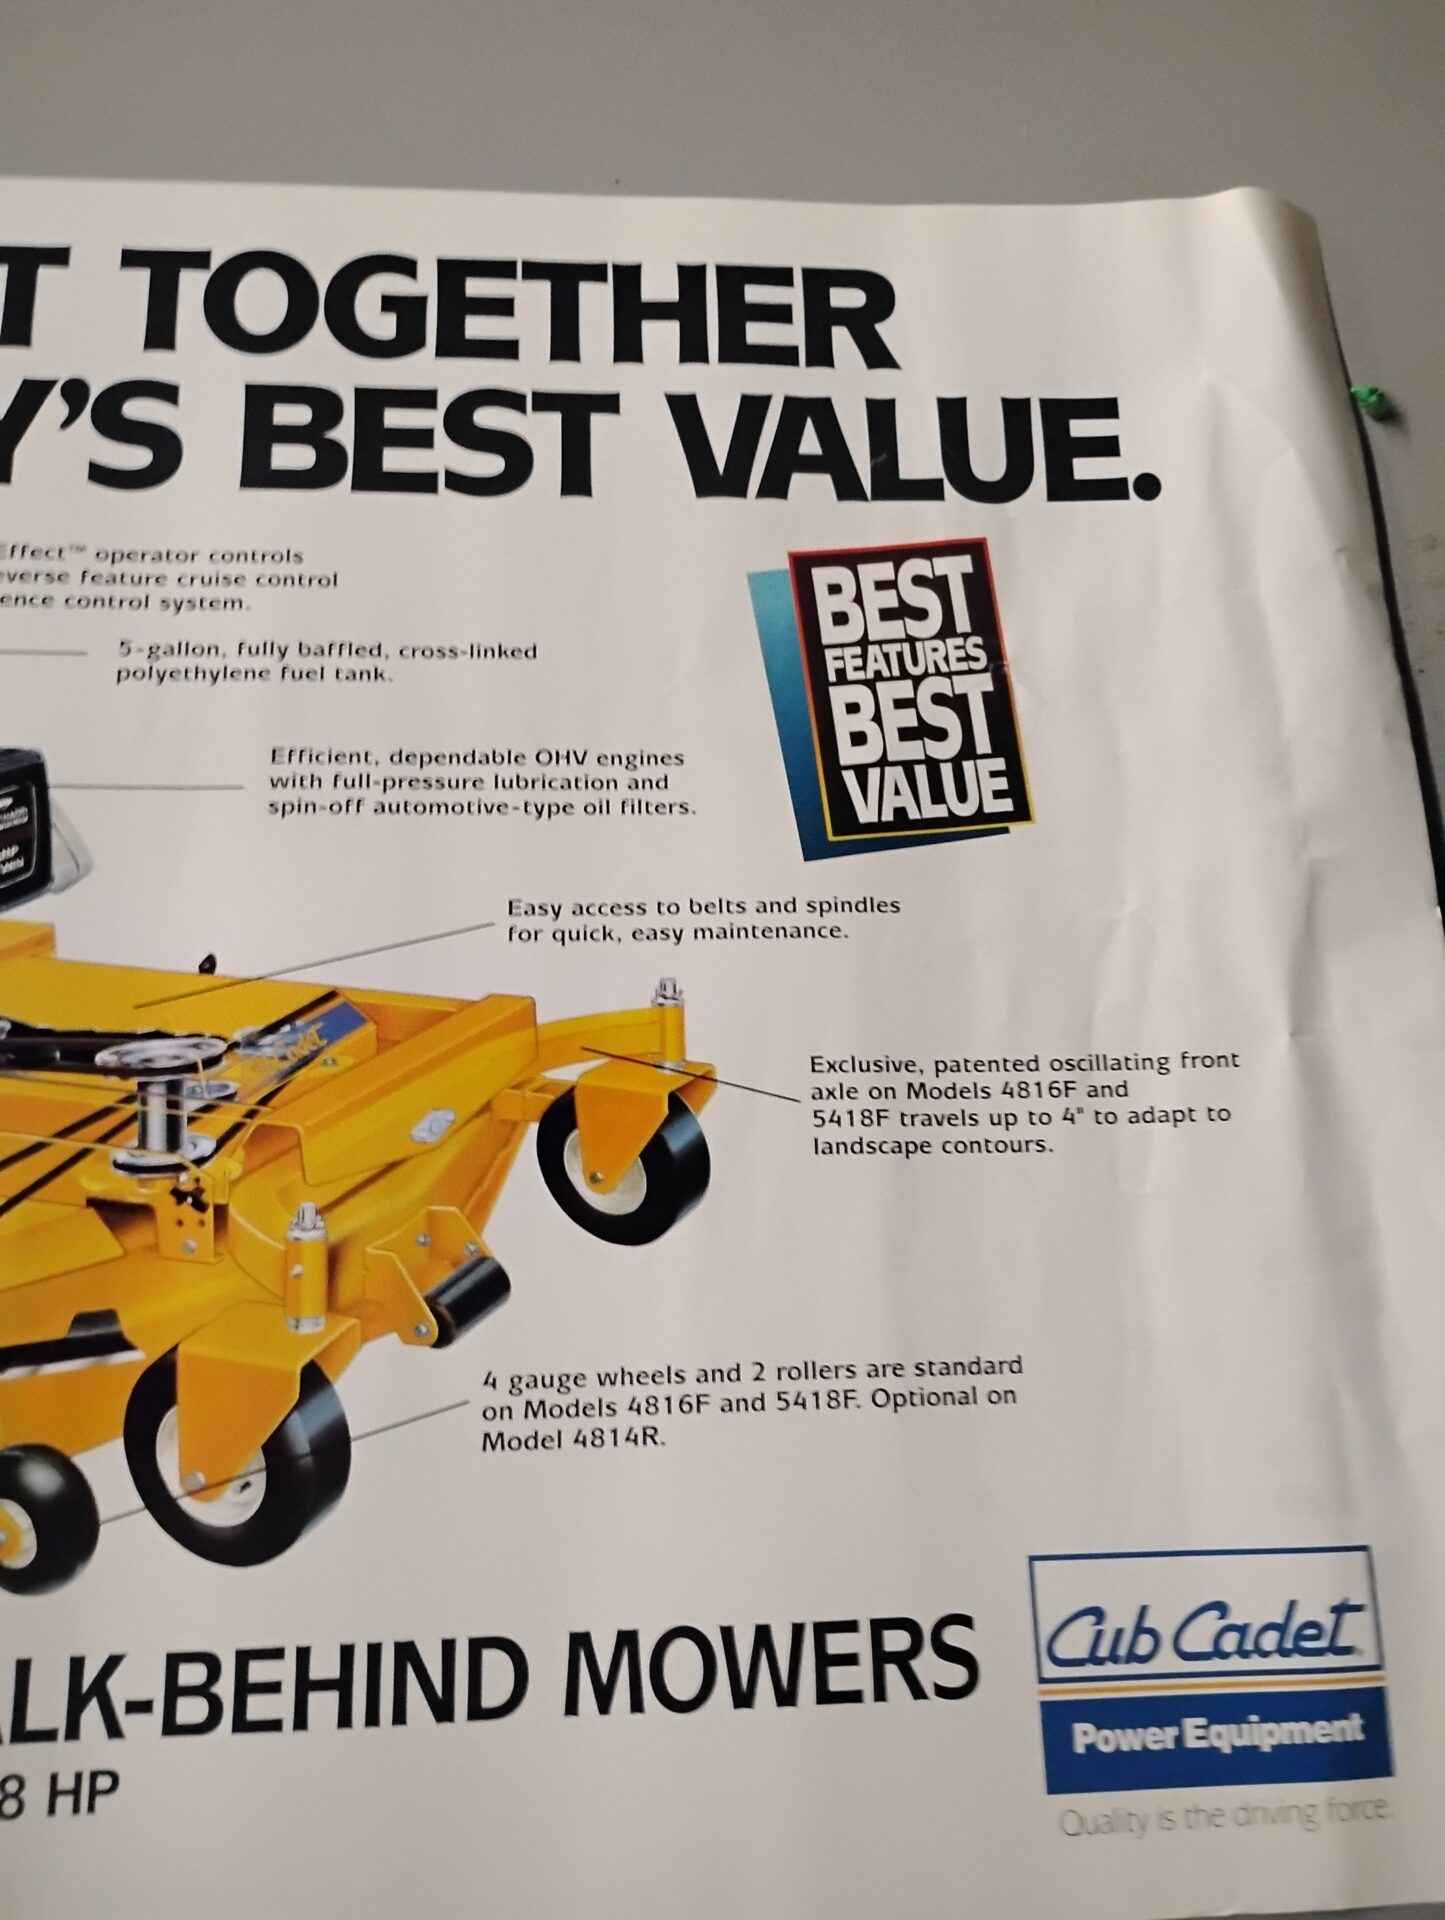 TOGETHER
Y'S BEST VALUE.
Effect™ operator controls
everse feature cruise control
ence control system.
5-gallon, fully baffled, cross-linked
polyethylene fuel tank.
BEST
FEATURES
BEST
VALUE
Efficient, dependable OHV engines
with full-pressure lubrication and
spin-off automotive-type oil filters.
Easy access to belts and spindles
for quick, easy maintenance.
Exclusive, patented oscillating front
axle on Models 4816F and
5418F travels up to 4" to adapt to
landscape contours.
4 gauge wheels and 2 rollers are standard
on Models 4816F and 5418F. Optional on
Model 4814R.
ALK-BEHIND MOWERS
8 HP
Cub Cadet
Power Equipment
Quality is the driving force.